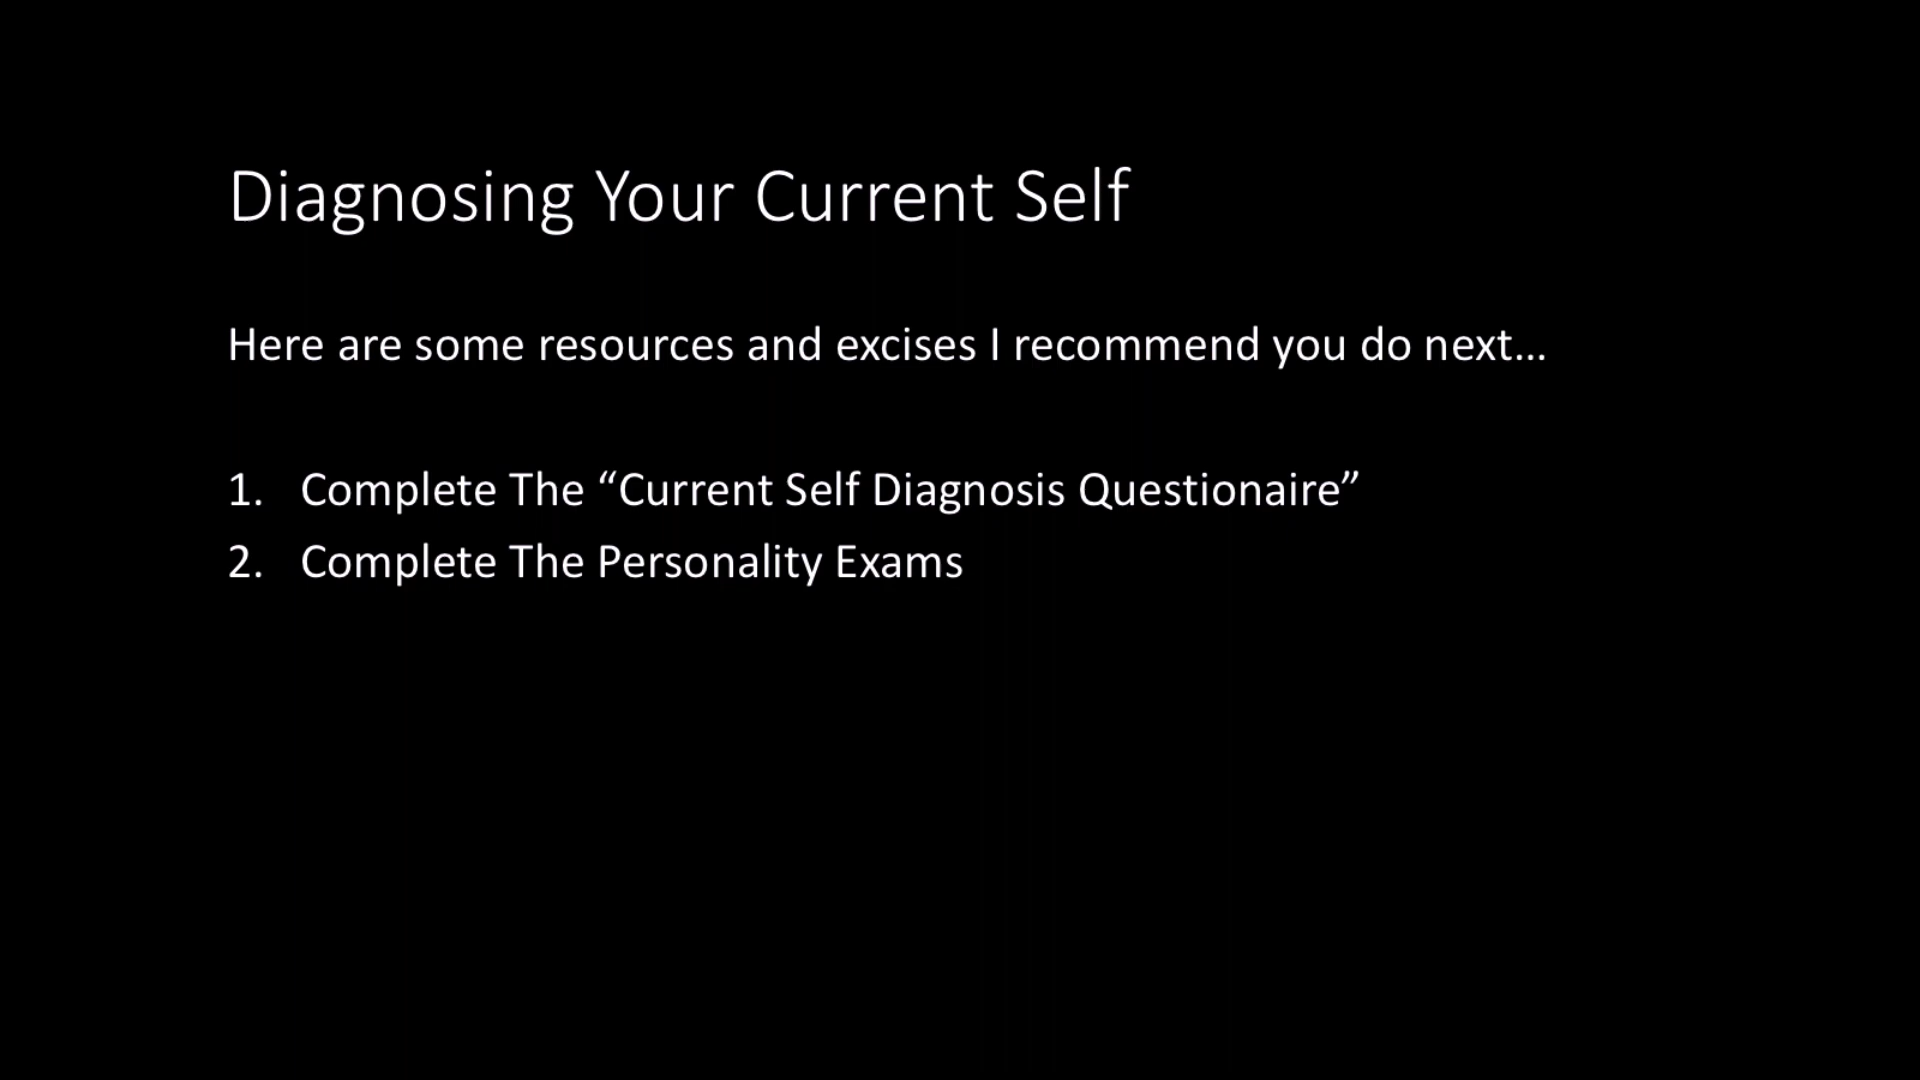 Diagnosing Your Current Self
Here are some resources and excises I recommend you do next...
1. Complete The “Current Self Diagnosis Questionaire”
2. Complete The Personality Exams